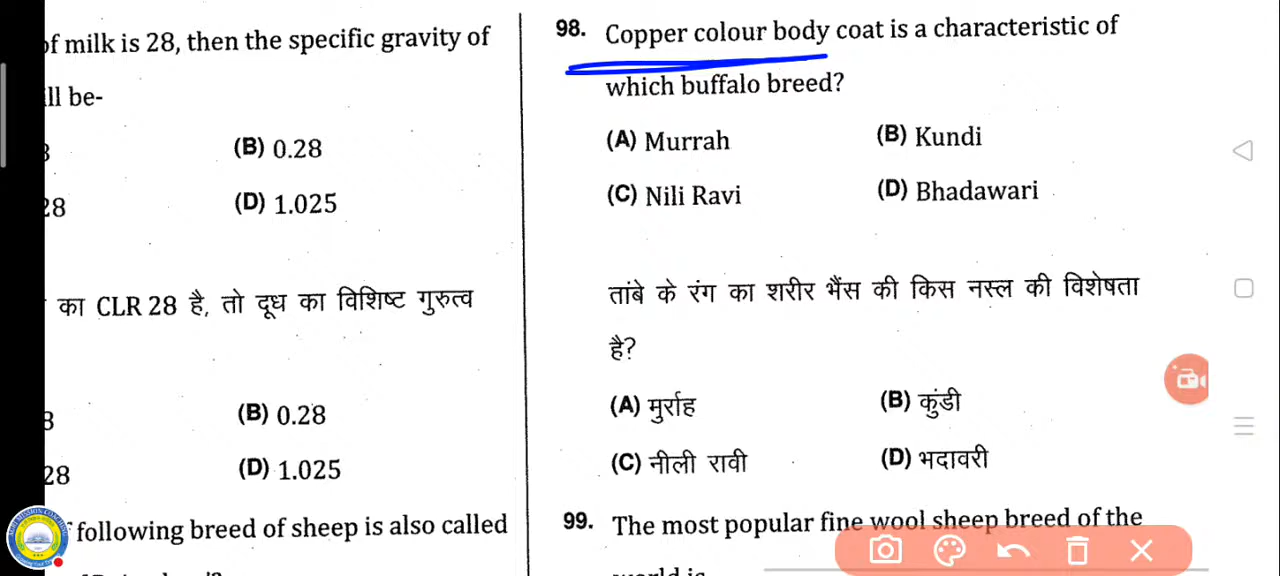 of milk is 28, then the specific gravity of
ll be-
(B) 0.28
28
(D) 1.025
का CLR 28 है, तो दूध का विशिष्ट गुरुत्व
8
(B) 0.28
28
(D) 1.025
following breed of sheep is also called
98. Copper colour body coat is a characteristic of
which buffalo breed?
(A) Murrah
(B) Kundi
(C) Nili Ravi
(D) Bhadawari
तांबे के रंग का शरीर भैंस की किस नस्ल की विशेषता
है?
(A) मुर्राह
(B) कुंडी
(C) नीली रावी
(D) भदावरी
99. The most popular fine wool sheep breed of the
world is